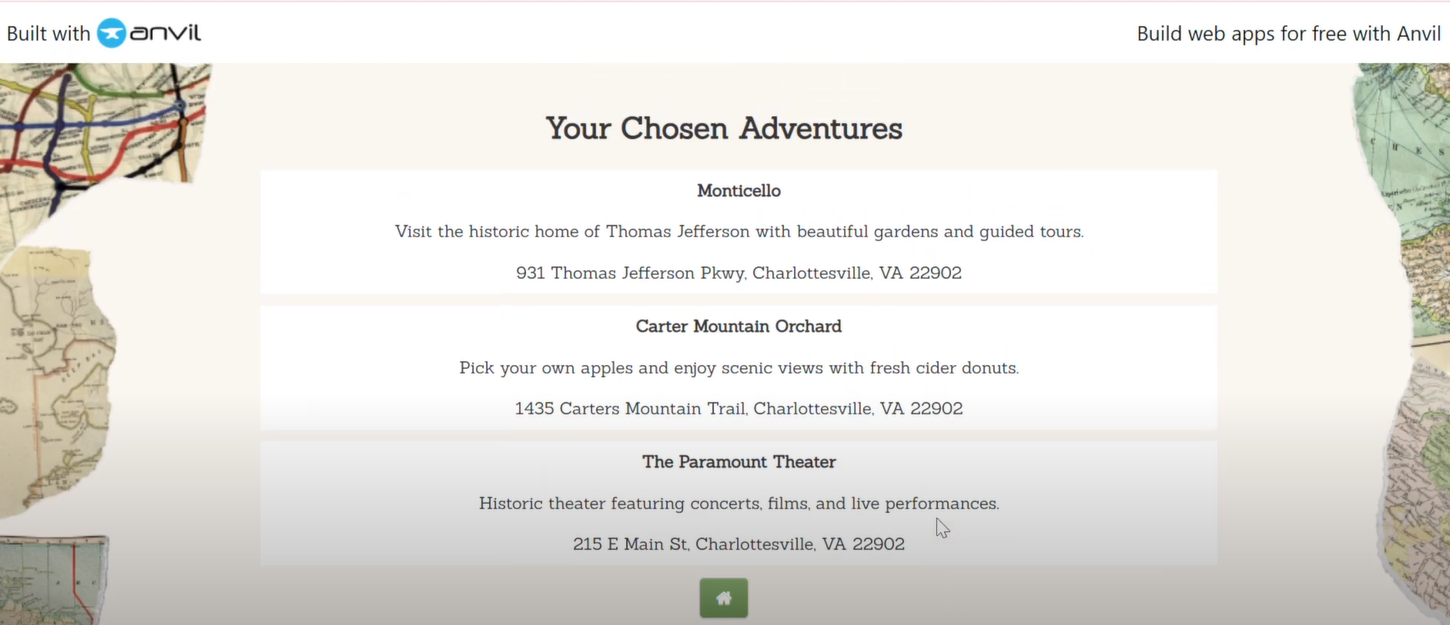 Built with anvil
Build web apps for free with Anvil
Your Chosen Adventures
Monticello
Visit the historic home of Thomas Jefferson with beautiful gardens and guided tours.
931 Thomas Jefferson Pkwy, Charlottesville, VA 22902
Carter Mountain Orchard
Pick your own apples and enjoy scenic views with fresh cider donuts.
1435 Carters Mountain Trail, Charlottesville, VA 22902
The Paramount Theater
Historic theater featuring concerts, films, and live performances.
215 E Main St, Charlottesville, VA 22902